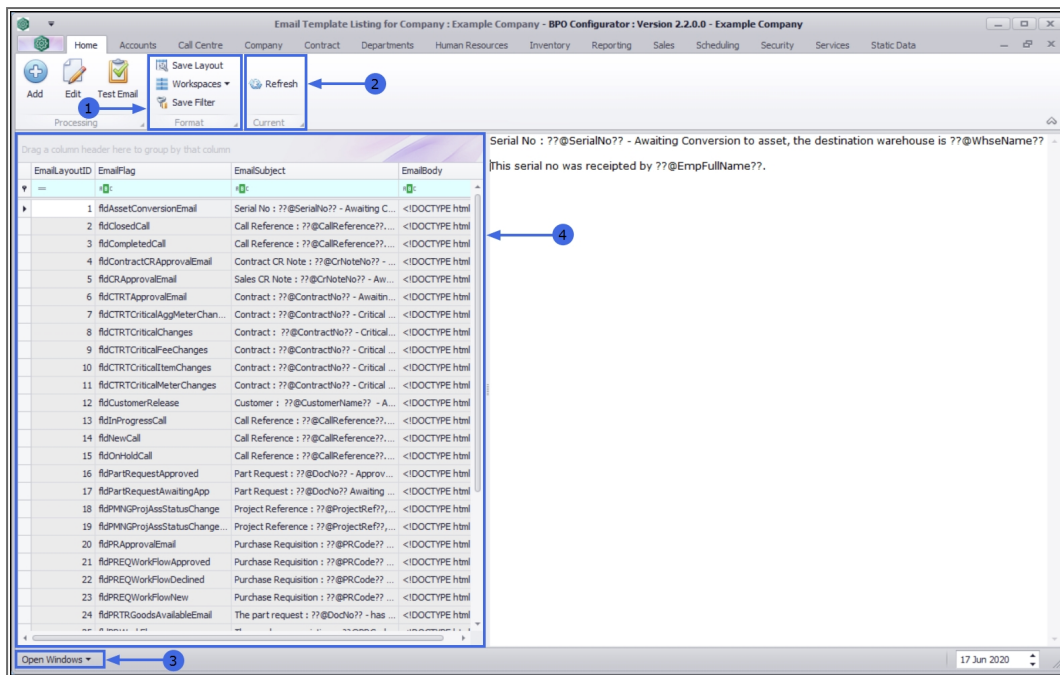 Email Template Listing for Company : Example Company - BPO Configurator : Version 2.2.0.0 - Example Company
Home Accounts Call Centre Company Contract Departments Human Resources Inventory Reporting Sales Scheduling Security Services Static Data
Add Edit Test Email
Save Layout
Workspaces
Save Filter
Refresh
1
2
Processing Format Current
Drag a column header here to group by that column
EmailLayoutID EmailFlag EmailSubject EmailBody
1 fldAssetConversionEmail Serial No : ??@SerialNo?? - Awaiting C... <!DOCTYPE html
2 fldClosedCall Call Reference : ??@CallReference??.... <!DOCTYPE html
3 fldCompletedCall Call Reference : ??@CallReference??.... <!DOCTYPE html
4 fldContractCRApprovalEmail Contract CR Note : ??@CrNoteNo?? - ... <!DOCTYPE html
5 fldCRApprovalEmail Sales CR Note : ??@CrNoteNo?? - Aw... <!DOCTYPE html
6 fldCTRTApprovalEmail Contract : ??@ContractNo?? - Awaitin... <!DOCTYPE html
7 fldCTRTCriticalAggMeterChan... Contract : ??@ContractNo?? - Critical ... <!DOCTYPE html
8 fldCTRTCriticalChanges Contract : ??@ContractNo?? - Critical... <!DOCTYPE html
9 fldCTRTCriticalFeeChanges Contract : ??@ContractNo?? - Critical ... <!DOCTYPE html
10 fldCTRTCriticalItemChanges Contract : ??@ContractNo?? - Critical ... <!DOCTYPE html
11 fldCTRTCriticalMeterChanges Contract : ??@ContractNo?? - Critical ... <!DOCTYPE html
12 fldCustomerRelease Customer : ??@CustomerName?? - A... <!DOCTYPE html
13 fldInProgressCall Call Reference : ??@CallReference??.... <!DOCTYPE html
14 fldNewCall Call Reference : ??@CallReference??.... <!DOCTYPE html
15 fldOnHoldCall Call Reference : ??@CallReference??.... <!DOCTYPE html
16 fldPartRequestApproved Part Request : ??@DocNo?? - Approv... <!DOCTYPE html
17 fldPartRequestAwaitingApp Part Request : ??@DocNo?? Awaiting ... <!DOCTYPE html
18 fldPMNGProjAssStatusChange Project Reference : ??@ProjectRef??,... <!DOCTYPE html
19 fldPMNGProjAssStatusChange... Project Reference : ??@ProjectRef??,... <!DOCTYPE html
20 fldPRApprovalEmail Purchase Requisition : ??@PRCode?? ... <!DOCTYPE html
21 fldPREQWorkFlowApproved Purchase Requisition : ??@PRCode?? ... <!DOCTYPE html
22 fldPREQWorkFlowDeclined Purchase Requisition : ??@PRCode?? ... <!DOCTYPE html
23 fldPREQWorkFlowNew Purchase Requisition : ??@PRCode?? ... <!DOCTYPE html
24 fldPRTRGoodsAvailableEmail The part request : ??@DocNo?? - has ... <!DOCTYPE html
Serial No : ??@SerialNo?? - Awaiting Conversion to asset, the destination warehouse is ??@WhseName??
This serial no was receipted by ??@EmpFullName??.
4
Open Windows
3
17 Jun 2020